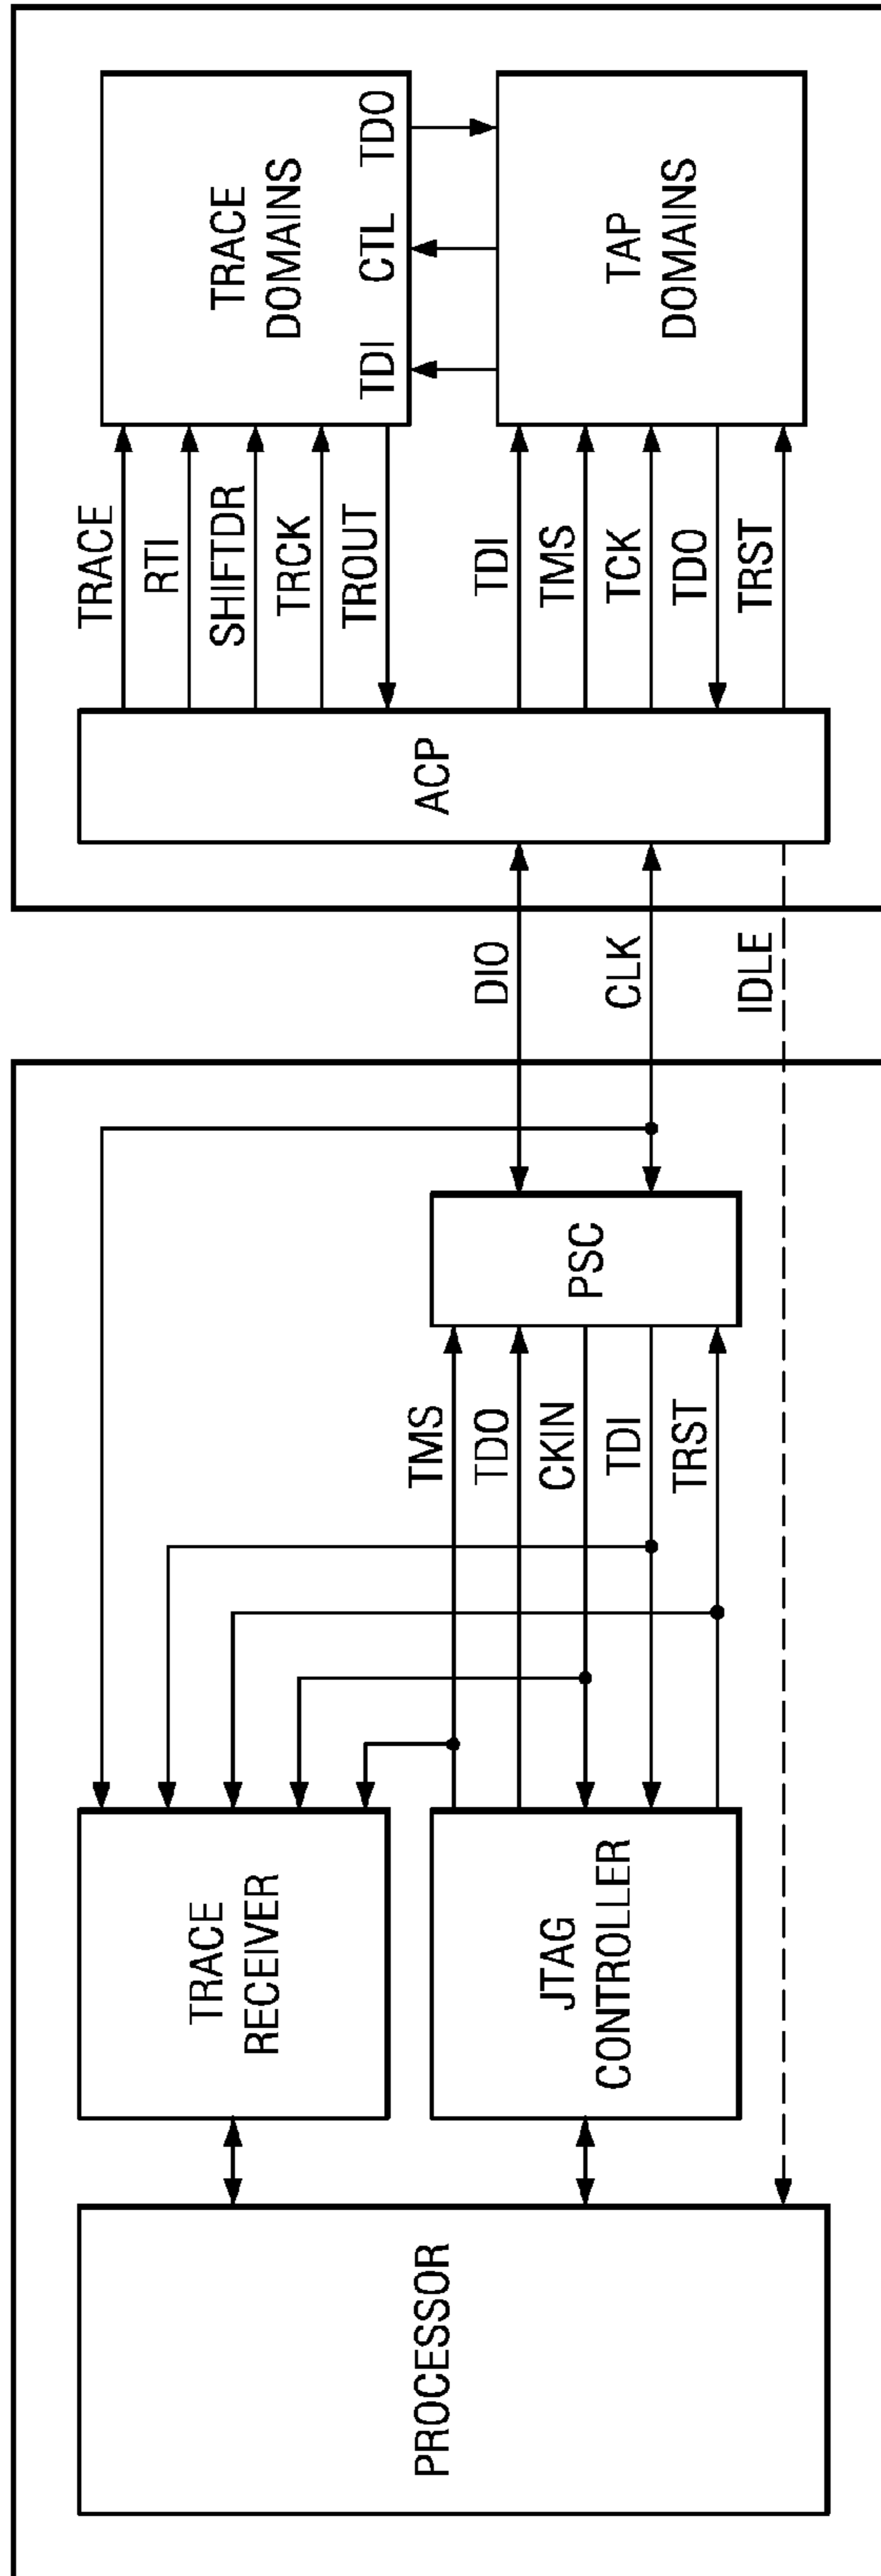 PROCESSOR
TRACE
RECEIVER
JTAG
CONTROLLER
TMS
TDO
CKIN
TDI
TRST
PSC
DIO
CLK
IDLE
ACP
TRACE
RTI
SHIFTDR
TRCK
TROUT
TDI
TMS
TCK
TDO
TRST
TRACE
DOMAINS
TDI CTL TDO
TAP
DOMAINS